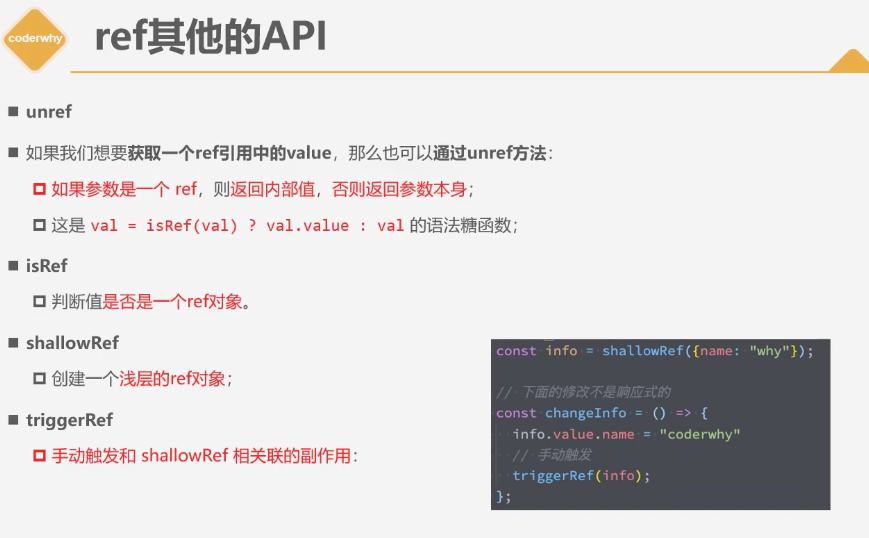 coderwhy
ref其他的API
unref
如果我们想要获取一个ref引用中的value，那么也可以通过unref方法：
如果参数是一个 ref，则返回内部值，否则返回参数本身；
这是 val = isRef(val) ? val.value : val 的语法糖函数；
isRef
判断值是否是一个ref对象。
shallowRef
创建一个浅层的ref对象；
triggerRef
手动触发和 shallowRef 相关联的副作用：
const info = shallowRef({name: "why"});
// 下面的修改不是响应式的
const changeInfo = () => {
info.value.name = "coderwhy"
// 手动触发
triggerRef(info);
};